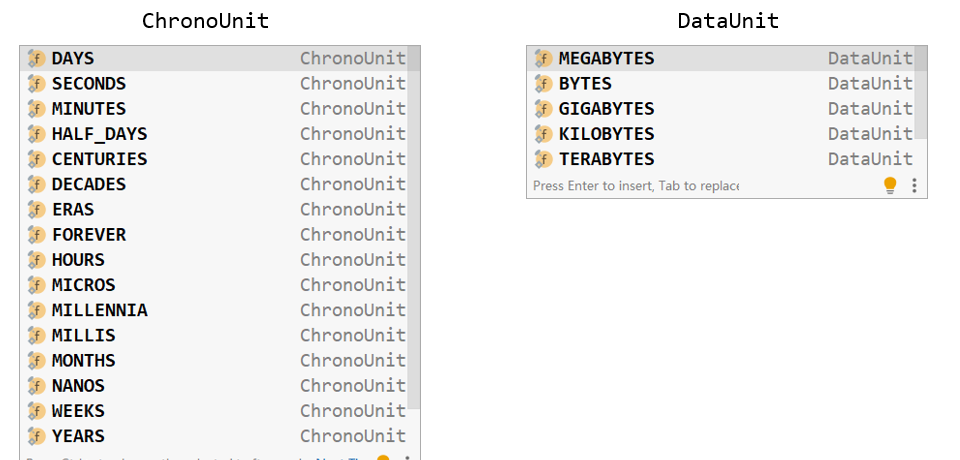 ChronoUnit
DAYS ChronoUnit
SECONDS ChronoUnit
MINUTES ChronoUnit
HALF_DAYS ChronoUnit
CENTURIES ChronoUnit
DECADES ChronoUnit
ERAS ChronoUnit
FOREVER ChronoUnit
HOURS ChronoUnit
MICROS ChronoUnit
MILLENNIA ChronoUnit
MILLIS ChronoUnit
MONTHS ChronoUnit
NANOS ChronoUnit
WEEKS ChronoUnit
YEARS ChronoUnit
DataUnit
MEGABYTES DataUnit
BYTES DataUnit
GIGABYTES DataUnit
KILOBYTES DataUnit
TERABYTES DataUnit
Press Enter to insert, Tab to replace